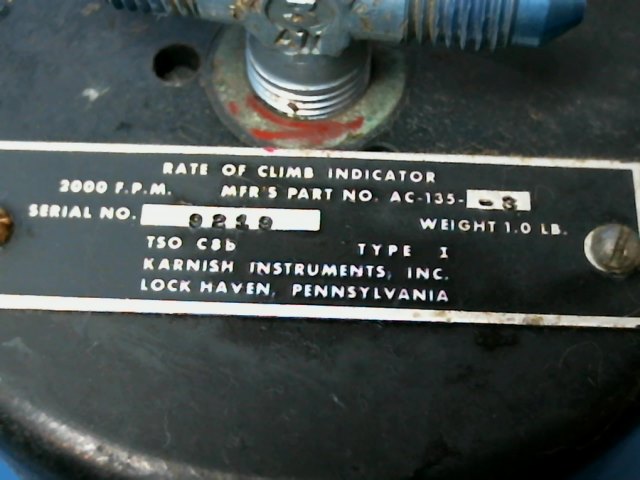 RATE OF CLIMB INDICATOR
2000 F.P.M. MFR'S PART NO. AC-135-
SERIAL NO.
WEIGHT 1.0 LB.
TSO C8b TYPE I
KARNISH INSTRUMENTS, INC.
LOCK HAVEN, PENNSYLVANIA